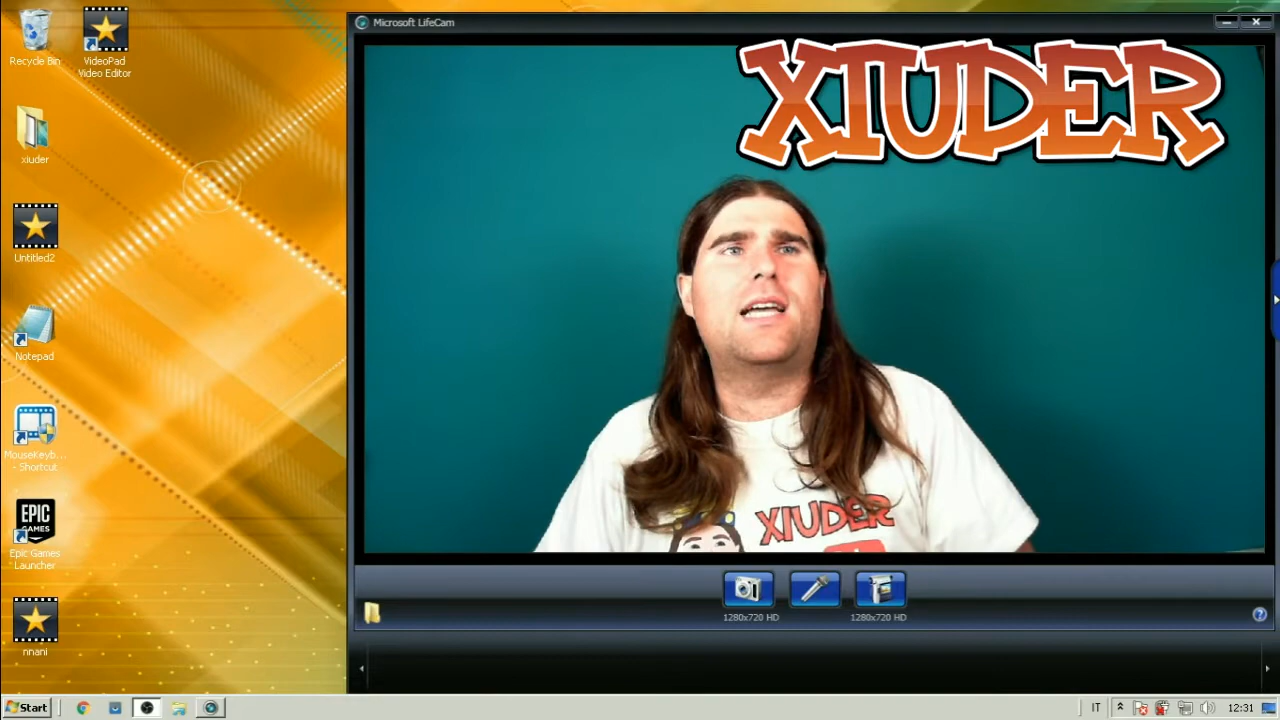 Microsoft LifeCam
Recycle Bin
VideoPad
Video Editor
XIUDER
xiuder
Untitled2
Notepad
MouseKeyb...
- Shortcut
XIUDER
EPIC
GAMES
Epic Games
Launcher
1280x720 HD
1280x720 HD
nnani
Start
IT
12:31